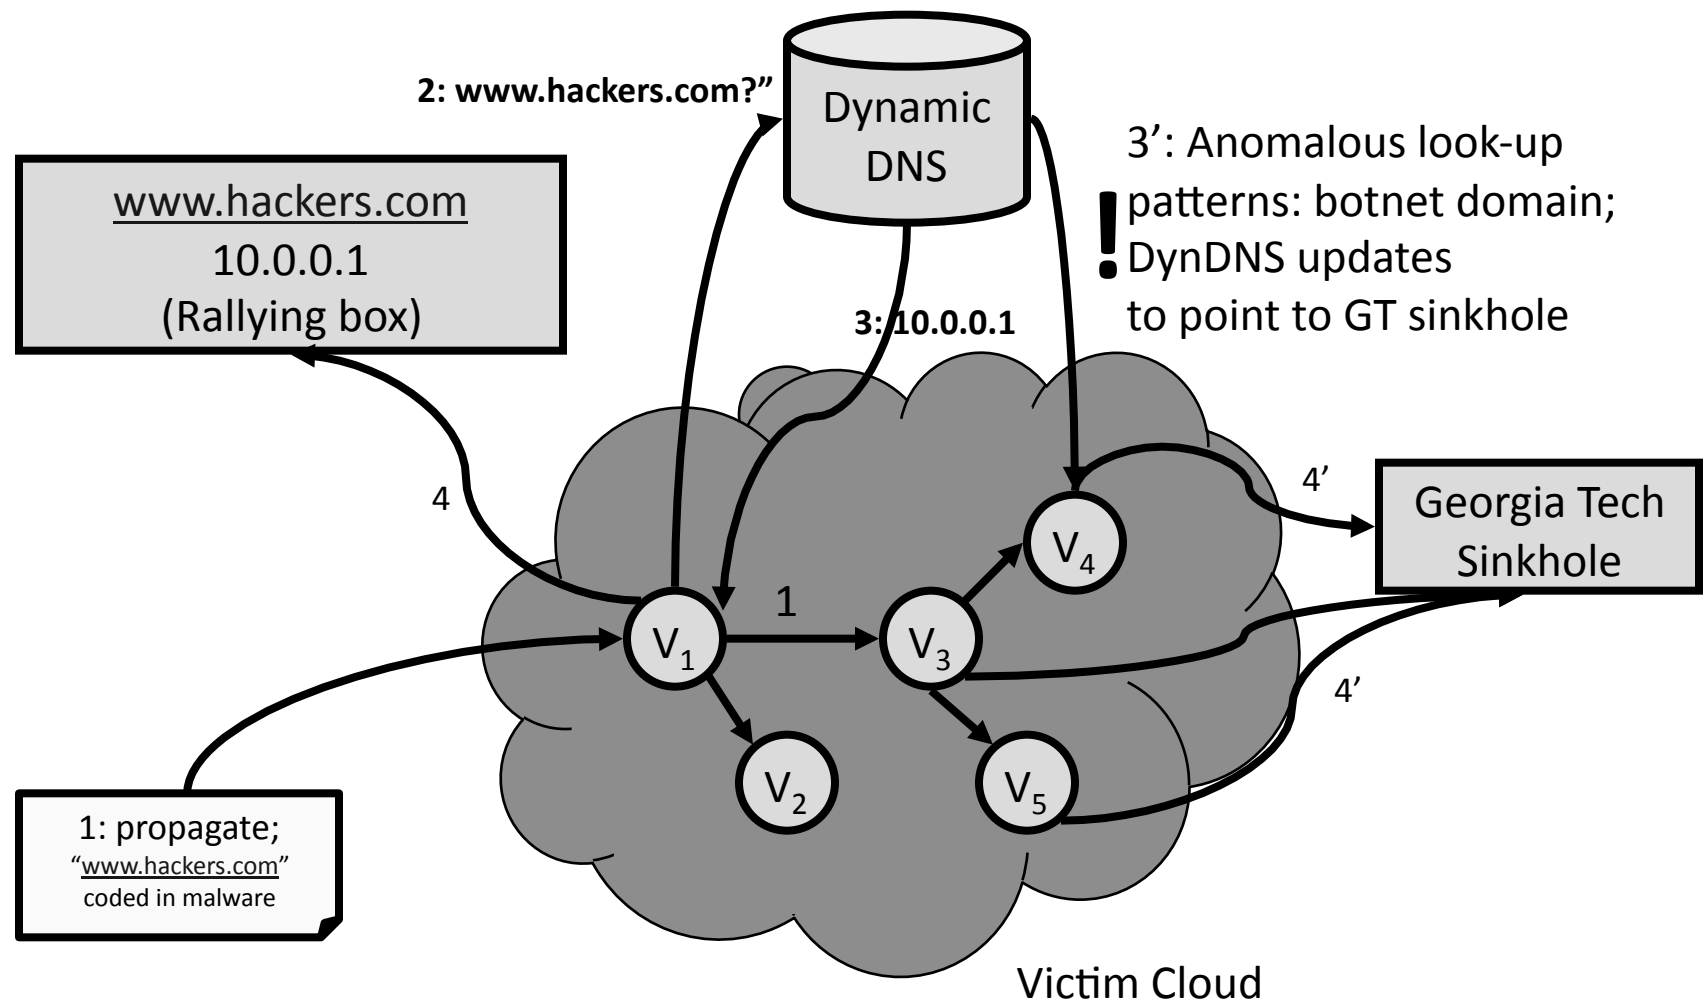 2: www.hackers.com?”
Dynamic
DNS
www.hackers.com
10.0.0.1
(Rallying box)
3’: Anomalous look-up
patterns: botnet domain;
DynDNS updates
to point to GT sinkhole
!
3: 10.0.0.1
4
4’
Georgia Tech
Sinkhole
V4
1
V1
V3
4’
V2
V5
1: propagate;
“www.hackers.com”
coded in malware
Victim Cloud